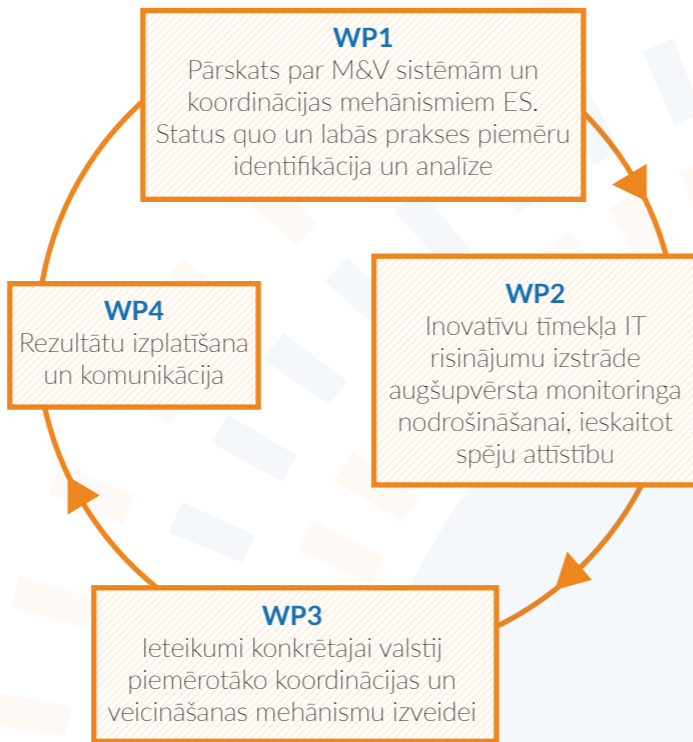 WP1
Pārskats par M&V sistēmām un
koordinācijas mehānismiem ES.
Status quo un labās prakses piemēru
identifikācija un analīze
WP2
Inovatīvu tīmekļa IT
risinājumu izstrāde
augšupvērsta monitoringa
nodrošināšanai, ieskaitot
spēju attīstību
WP3
Ieteikumi konkrētajai valstij
piemērotāko koordinācijas un
veicināšanas mehānismu izveidei
WP4
Rezultātu izplatīšana
un komunikācija